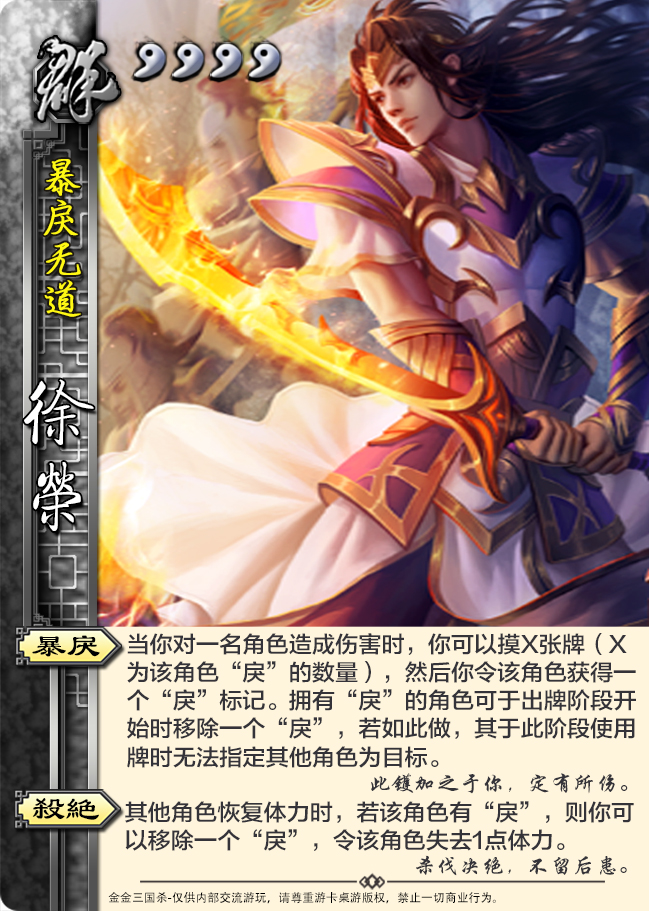 群
9999
暴戾无道
徐榮
暴戾
当你对一名角色造成伤害时，你可以摸X张牌（X
为该角色“戾”的数量），然后你令该角色获得一
个“戾”标记。拥有“戾”的角色可于出牌阶段开
始时移除一个“戾”，若如此做，其于此阶段使用
牌时无法指定其他角色为目标。
此镬加之于你，定有所伤。
殺絕
其他角色恢复体力时，若该角色有“戾”，则你可
以移除一个“戾”，令该角色失去1点体力。
杀伐决绝，不留后患。
金金三国杀-仅供内部交流游玩，请尊重游卡桌游版权，禁止一切商业行为。